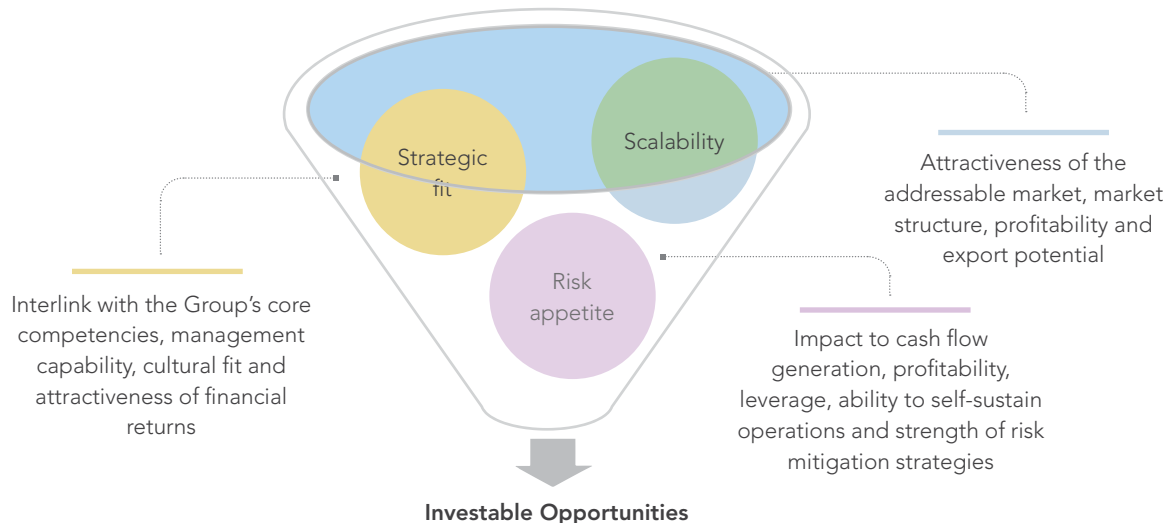 Strategic
fit
Scalability
Risk
appetite
Attractiveness of the
addressable market, market
structure, profitability and
export potential
Interlink with the Group's core
competencies, management
capability, cultural fit and
attractiveness of financial
returns
Impact to cash flow
generation, profitability,
leverage, ability to self-sustain
operations and strength of risk
mitigation strategies
Investable Opportunities